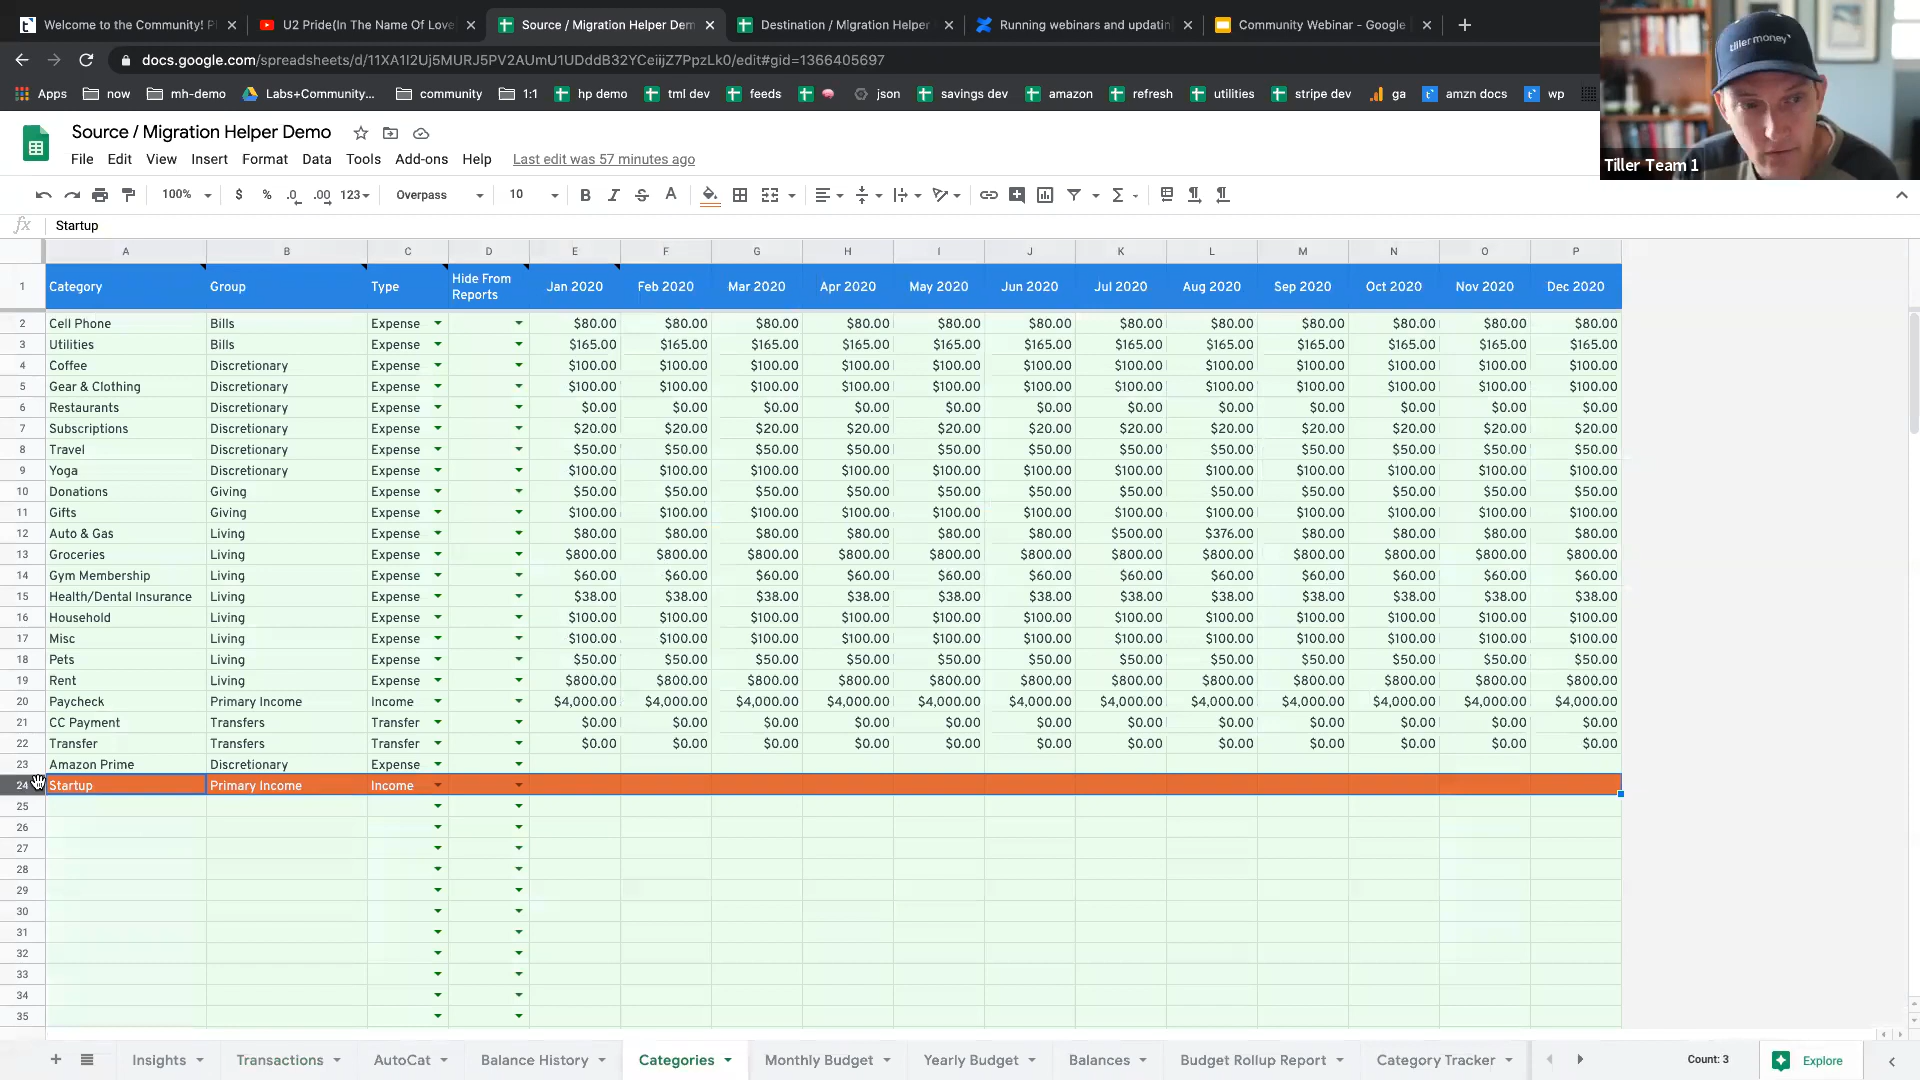 Welcome to the Community! P
U2 Pride(In The Name Of Love
Source / Migration Helper Dem
Destination / Migration Helper
Running webinars and updatin
Community Webinar - Google
docs.google.com/spreadsheets/d/11XA1I2Uj5MURJ5PV2AUmU1UDddB32YCeiijZ7PpzLk0/edit#gid=1366405697
Apps now mh-demo Labs+Community... community 1:1 hp demo tml dev feeds json savings dev amazon refresh utilities stripe dev ga amzn docs wp
tiller money
Tiller Team 1
Source / Migration Helper Demo
File Edit View Insert Format Data Tools Add-ons Help Last edit was 57 minutes ago
100% $ % .0 .00 123 Overpass 10 B I S A
fx Startup
A B C D E F G H I J K L M N O P
1 Category Group Type Hide From Reports Jan 2020 Feb 2020 Mar 2020 Apr 2020 May 2020 Jun 2020 Jul 2020 Aug 2020 Sep 2020 Oct 2020 Nov 2020 Dec 2020
2 Cell Phone Bills Expense $80.00 $80.00 $80.00 $80.00 $80.00 $80.00 $80.00 $80.00 $80.00 $80.00 $80.00 $80.00
3 Utilities Bills Expense $165.00 $165.00 $165.00 $165.00 $165.00 $165.00 $165.00 $165.00 $165.00 $165.00 $165.00 $165.00
4 Coffee Discretionary Expense $100.00 $100.00 $100.00 $100.00 $100.00 $100.00 $100.00 $100.00 $100.00 $100.00 $100.00 $100.00
5 Gear & Clothing Discretionary Expense $100.00 $100.00 $100.00 $100.00 $100.00 $100.00 $100.00 $100.00 $100.00 $100.00 $100.00 $100.00
6 Restaurants Discretionary Expense $0.00 $0.00 $0.00 $0.00 $0.00 $0.00 $0.00 $0.00 $0.00 $0.00 $0.00 $0.00
7 Subscriptions Discretionary Expense $20.00 $20.00 $20.00 $20.00 $20.00 $20.00 $20.00 $20.00 $20.00 $20.00 $20.00 $20.00
8 Travel Discretionary Expense $50.00 $50.00 $50.00 $50.00 $50.00 $50.00 $50.00 $50.00 $50.00 $50.00 $50.00 $50.00
9 Yoga Discretionary Expense $100.00 $100.00 $100.00 $100.00 $100.00 $100.00 $100.00 $100.00 $100.00 $100.00 $100.00 $100.00
10 Donations Giving Expense $50.00 $50.00 $50.00 $50.00 $50.00 $50.00 $50.00 $50.00 $50.00 $50.00 $50.00 $50.00
11 Gifts Giving Expense $100.00 $100.00 $100.00 $100.00 $100.00 $100.00 $100.00 $100.00 $100.00 $100.00 $100.00 $100.00
12 Auto & Gas Living Expense $80.00 $80.00 $80.00 $80.00 $80.00 $80.00 $500.00 $376.00 $80.00 $80.00 $80.00 $80.00
13 Groceries Living Expense $800.00 $800.00 $800.00 $800.00 $800.00 $800.00 $800.00 $800.00 $800.00 $800.00 $800.00 $800.00
14 Gym Membership Living Expense $60.00 $60.00 $60.00 $60.00 $60.00 $60.00 $60.00 $60.00 $60.00 $60.00 $60.00 $60.00
15 Health/Dental Insurance Living Expense $38.00 $38.00 $38.00 $38.00 $38.00 $38.00 $38.00 $38.00 $38.00 $38.00 $38.00 $38.00
16 Household Living Expense $100.00 $100.00 $100.00 $100.00 $100.00 $100.00 $100.00 $100.00 $100.00 $100.00 $100.00 $100.00
17 Misc Living Expense $100.00 $100.00 $100.00 $100.00 $100.00 $100.00 $100.00 $100.00 $100.00 $100.00 $100.00 $100.00
18 Pets Living Expense $50.00 $50.00 $50.00 $50.00 $50.00 $50.00 $50.00 $50.00 $50.00 $50.00 $50.00 $50.00
19 Rent Living Expense $800.00 $800.00 $800.00 $800.00 $800.00 $800.00 $800.00 $800.00 $800.00 $800.00 $800.00 $800.00
20 Paycheck Primary Income Income $4,000.00 $4,000.00 $4,000.00 $4,000.00 $4,000.00 $4,000.00 $4,000.00 $4,000.00 $4,000.00 $4,000.00 $4,000.00 $4,000.00
21 CC Payment Transfers Transfer $0.00 $0.00 $0.00 $0.00 $0.00 $0.00 $0.00 $0.00 $0.00 $0.00 $0.00 $0.00
22 Transfer Transfers Transfer $0.00 $0.00 $0.00 $0.00 $0.00 $0.00 $0.00 $0.00 $0.00 $0.00 $0.00 $0.00
23 Amazon Prime Discretionary Expense
24 Startup Primary Income Income
25
26
27
28
29
30
31
32
33
34
35
Insights Transactions AutoCat Balance History Categories Monthly Budget Yearly Budget Balances Budget Rollup Report Category Tracker Count: 3 Explore